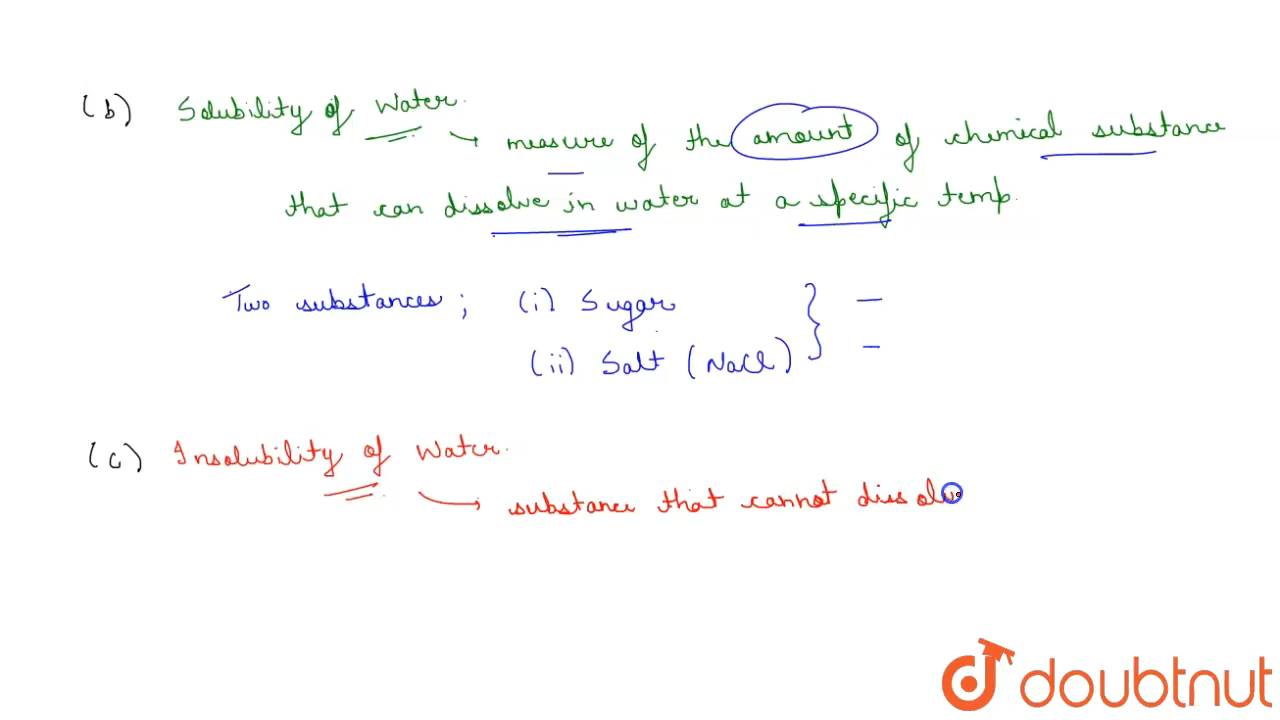 (b) Solubility of Water.
→ measure of the amount of chemical substance
that can dissolve in water at a specific temp.
Two substances; (i) Sugar } –
(ii) Salt (NaCl) –
(c) Insolubility of Water.
→ substance that cannot dissolv
doubtnut